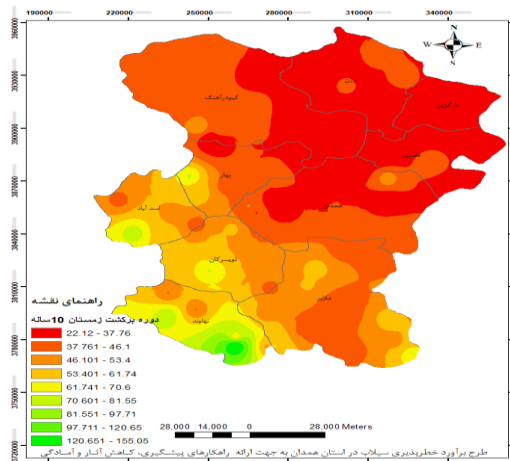 190000 220000 250000 280000 310000 340000
N
W E
S
رزن
کبودرآهنگ
درگزین
فامنین
بهار
همدان
اسد آباد
تویسرکان
ملایر
نهاوند
راهنمای نقشه
دوره برگشت زمستان 10ساله
22.12 - 37.76
37.761 - 46.1
46.101 - 53.4
53.401 - 61.74
61.741 - 70.6
70.601 - 81.55
81.551 - 97.71
97.711 - 120.65
120.651 - 155.05
28,000 14,000 0 28,000 Meters
طرح برآورد خطرپذیری سیلاب در استان همدان به جهت ارائه راهکارهای پیشگیری، کاهش آثار و آمادگی